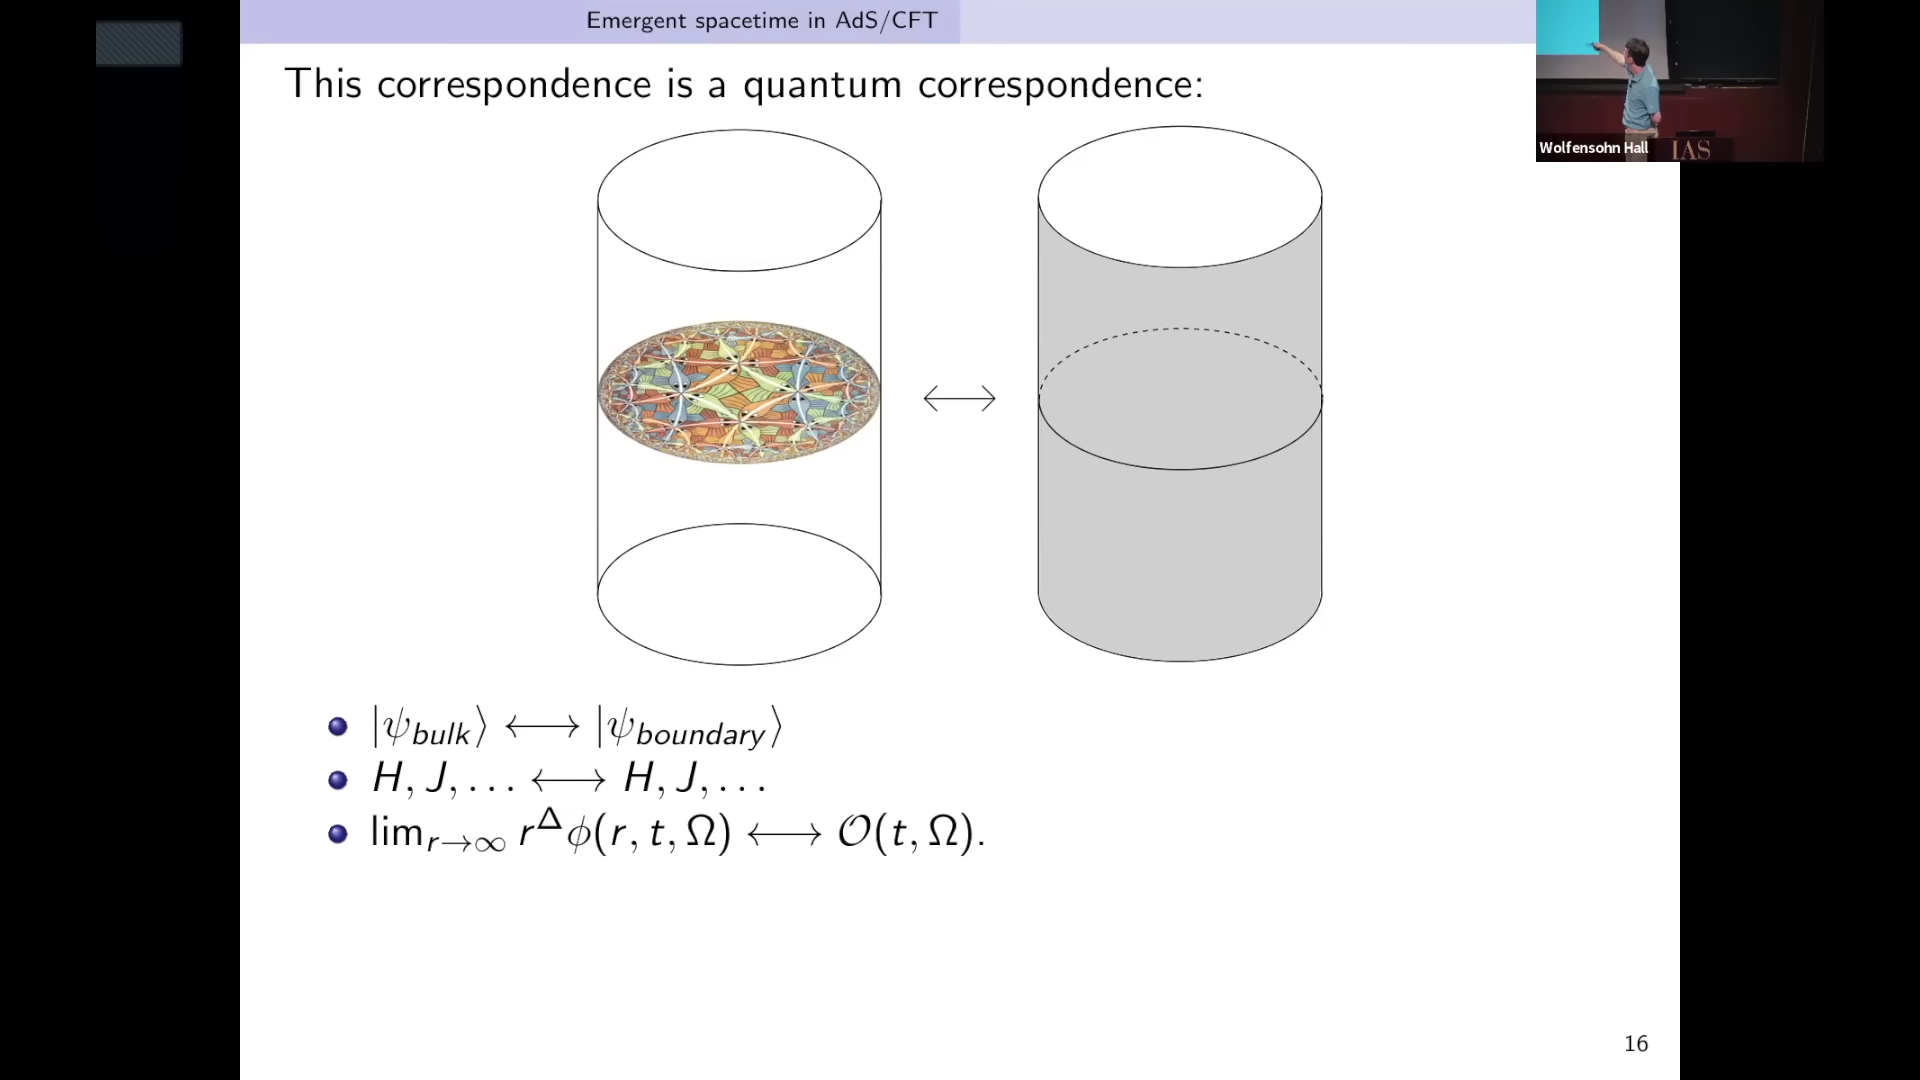 Emergent spacetime in AdS/CFT
This correspondence is a quantum correspondence:
Wolfensohn Hall
IAS
|ψ_bulk⟩ ⟷ |ψ_boundary⟩
H, J, . . . ⟷ H, J, . . .
lim_{r→∞} r^Δ ϕ(r, t, Ω) ⟷ 𝒪(t, Ω).
16